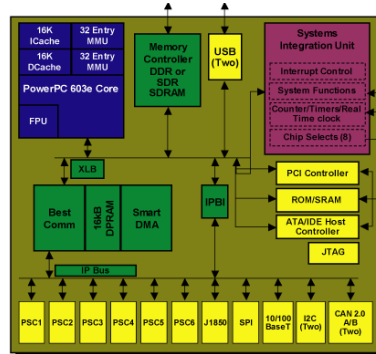 16K
ICache
32 Entry
MMU
16K
DCache
32 Entry
MMU
PowerPC 603e Core
FPU
Memory
Controller
DDR or
SDR
SDRAM
USB
(Two)
Systems
Integration Unit
Interrupt Control
System Functions
Counter/Timers/Real
Time clock
Chip Selects (8)
XLB
Best
Comm
16kB
DPRAM
Smart
DMA
IPBI
PCI Controller
ROM/SRAM
ATA/IDE Host
Controller
JTAG
IP Bus
PSC1
PSC2
PSC3
PSC4
PSC5
PSC6
J1850
SPI
10/100
BaseT
I2C
(Two)
CAN 2.0
A/B
(Two)